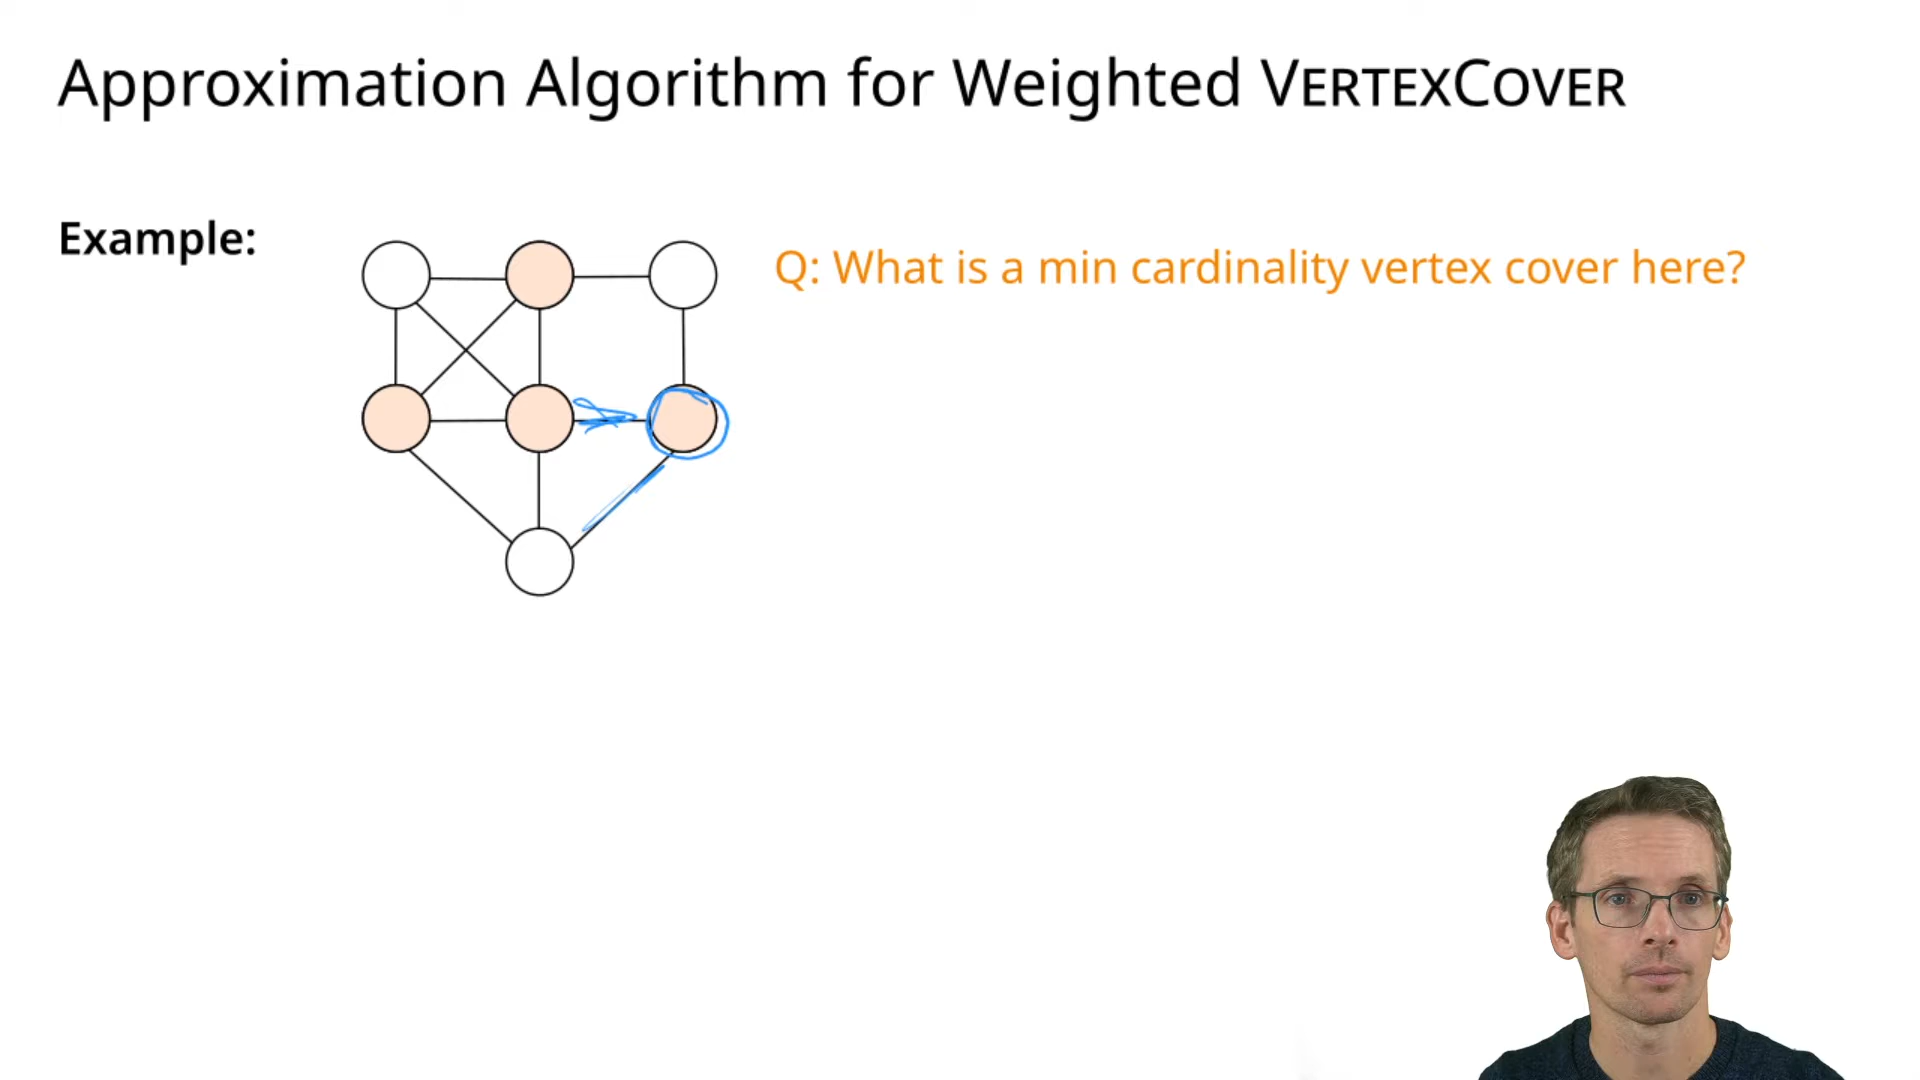 Approximation Algorithm for Weighted VERTEXCOVER
Example:
Q: What is a min cardinality vertex cover here?